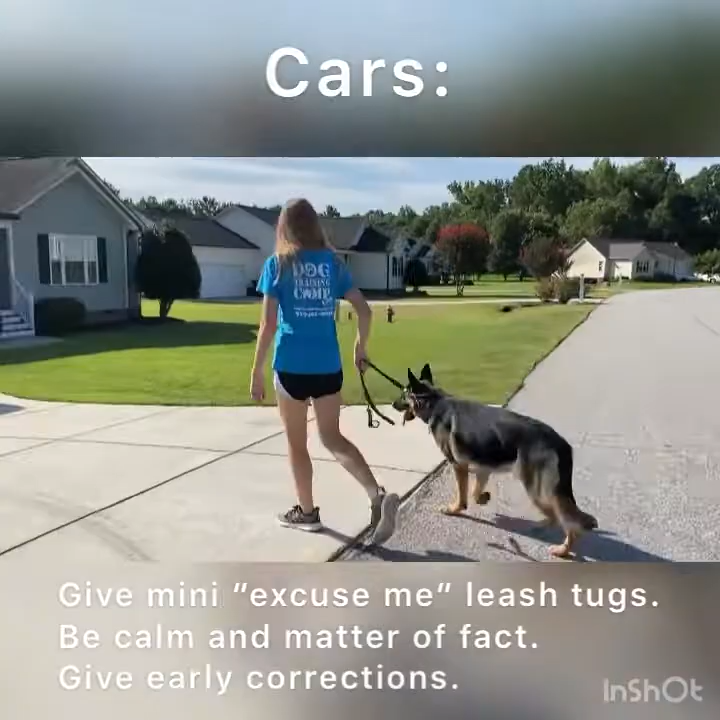 Cars:
DOG
TRAINING
CAMP
Give mini “excuse me” leash tugs.
Be calm and matter of fact.
Give early corrections.
InShOt